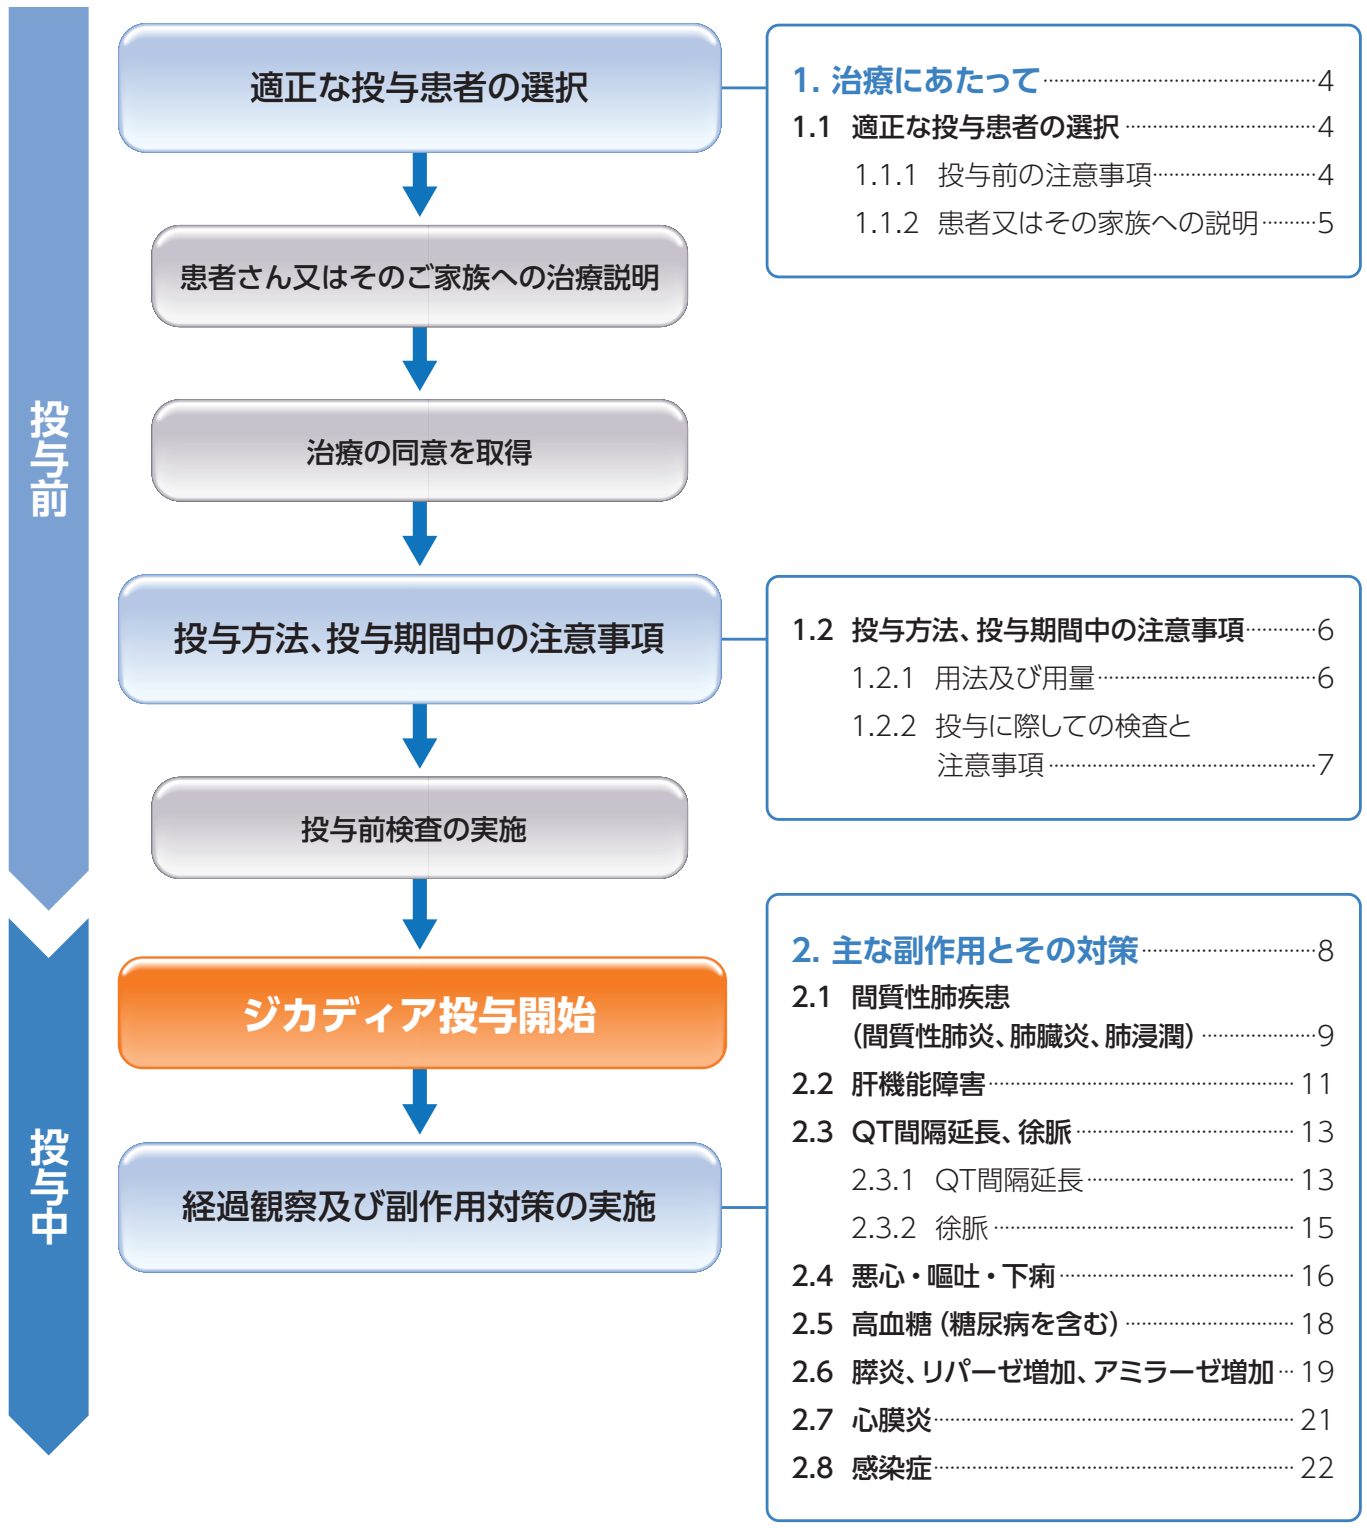 投与前
適正な投与患者の選択
患者さん又はそのご家族への治療説明
治療の同意を取得
投与方法、投与期間中の注意事項
投与前検査の実施
投与中
ジカディア投与開始
経過観察及び副作用対策の実施
1. 治療にあたって 4
1.1 適正な投与患者の選択 4
1.1.1 投与前の注意事項 4
1.1.2 患者又はその家族への説明 5
1.2 投与方法、投与期間中の注意事項 6
1.2.1 用法及び用量 6
1.2.2 投与に際しての検査と
注意事項 7
2. 主な副作用とその対策 8
2.1 間質性肺疾患
(間質性肺炎、肺臓炎、肺浸潤) 9
2.2 肝機能障害 11
2.3 QT間隔延長、徐脈 13
2.3.1 QT間隔延長 13
2.3.2 徐脈 15
2.4 悪心・嘔吐・下痢 16
2.5 高血糖(糖尿病を含む) 18
2.6 膵炎、リパーゼ増加、アミラーゼ増加 19
2.7 心膜炎 21
2.8 感染症 22